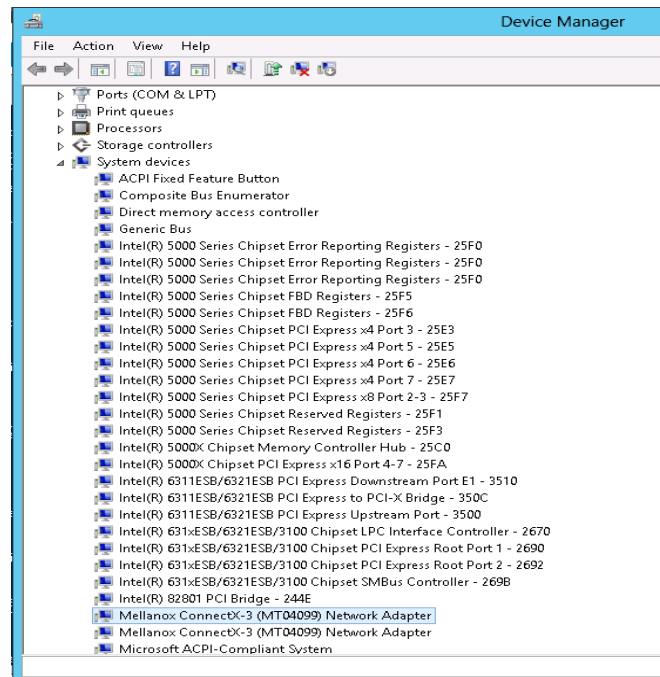 Device Manager
File Action View Help
Ports (COM & LPT)
Print queues
Processors
Storage controllers
System devices
ACPI Fixed Feature Button
Composite Bus Enumerator
Direct memory access controller
Generic Bus
Intel(R) 5000 Series Chipset Error Reporting Registers - 25F0
Intel(R) 5000 Series Chipset Error Reporting Registers - 25F0
Intel(R) 5000 Series Chipset Error Reporting Registers - 25F0
Intel(R) 5000 Series Chipset FBD Registers - 25F5
Intel(R) 5000 Series Chipset FBD Registers - 25F6
Intel(R) 5000 Series Chipset PCI Express x4 Port 3 - 25E3
Intel(R) 5000 Series Chipset PCI Express x4 Port 5 - 25E5
Intel(R) 5000 Series Chipset PCI Express x4 Port 6 - 25E6
Intel(R) 5000 Series Chipset PCI Express x4 Port 7 - 25E7
Intel(R) 5000 Series Chipset PCI Express x8 Port 2-3 - 25F7
Intel(R) 5000 Series Chipset Reserved Registers - 25F1
Intel(R) 5000 Series Chipset Reserved Registers - 25F3
Intel(R) 5000X Chipset Memory Controller Hub - 25C0
Intel(R) 5000X Chipset PCI Express x16 Port 4-7 - 25FA
Intel(R) 6311ESB/6321ESB PCI Express Downstream Port E1 - 3510
Intel(R) 6311ESB/6321ESB PCI Express to PCI-X Bridge - 350C
Intel(R) 6311ESB/6321ESB PCI Express Upstream Port - 3500
Intel(R) 631xESB/6321ESB/3100 Chipset LPC Interface Controller - 2670
Intel(R) 631xESB/6321ESB/3100 Chipset PCI Express Root Port 1 - 2690
Intel(R) 631xESB/6321ESB/3100 Chipset PCI Express Root Port 2 - 2692
Intel(R) 631xESB/6321ESB/3100 Chipset SMBus Controller - 269B
Intel(R) 82801 PCI Bridge - 244E
Mellanox ConnectX-3 (MT04099) Network Adapter
Mellanox ConnectX-3 (MT04099) Network Adapter
Microsoft ACPI-Compliant System